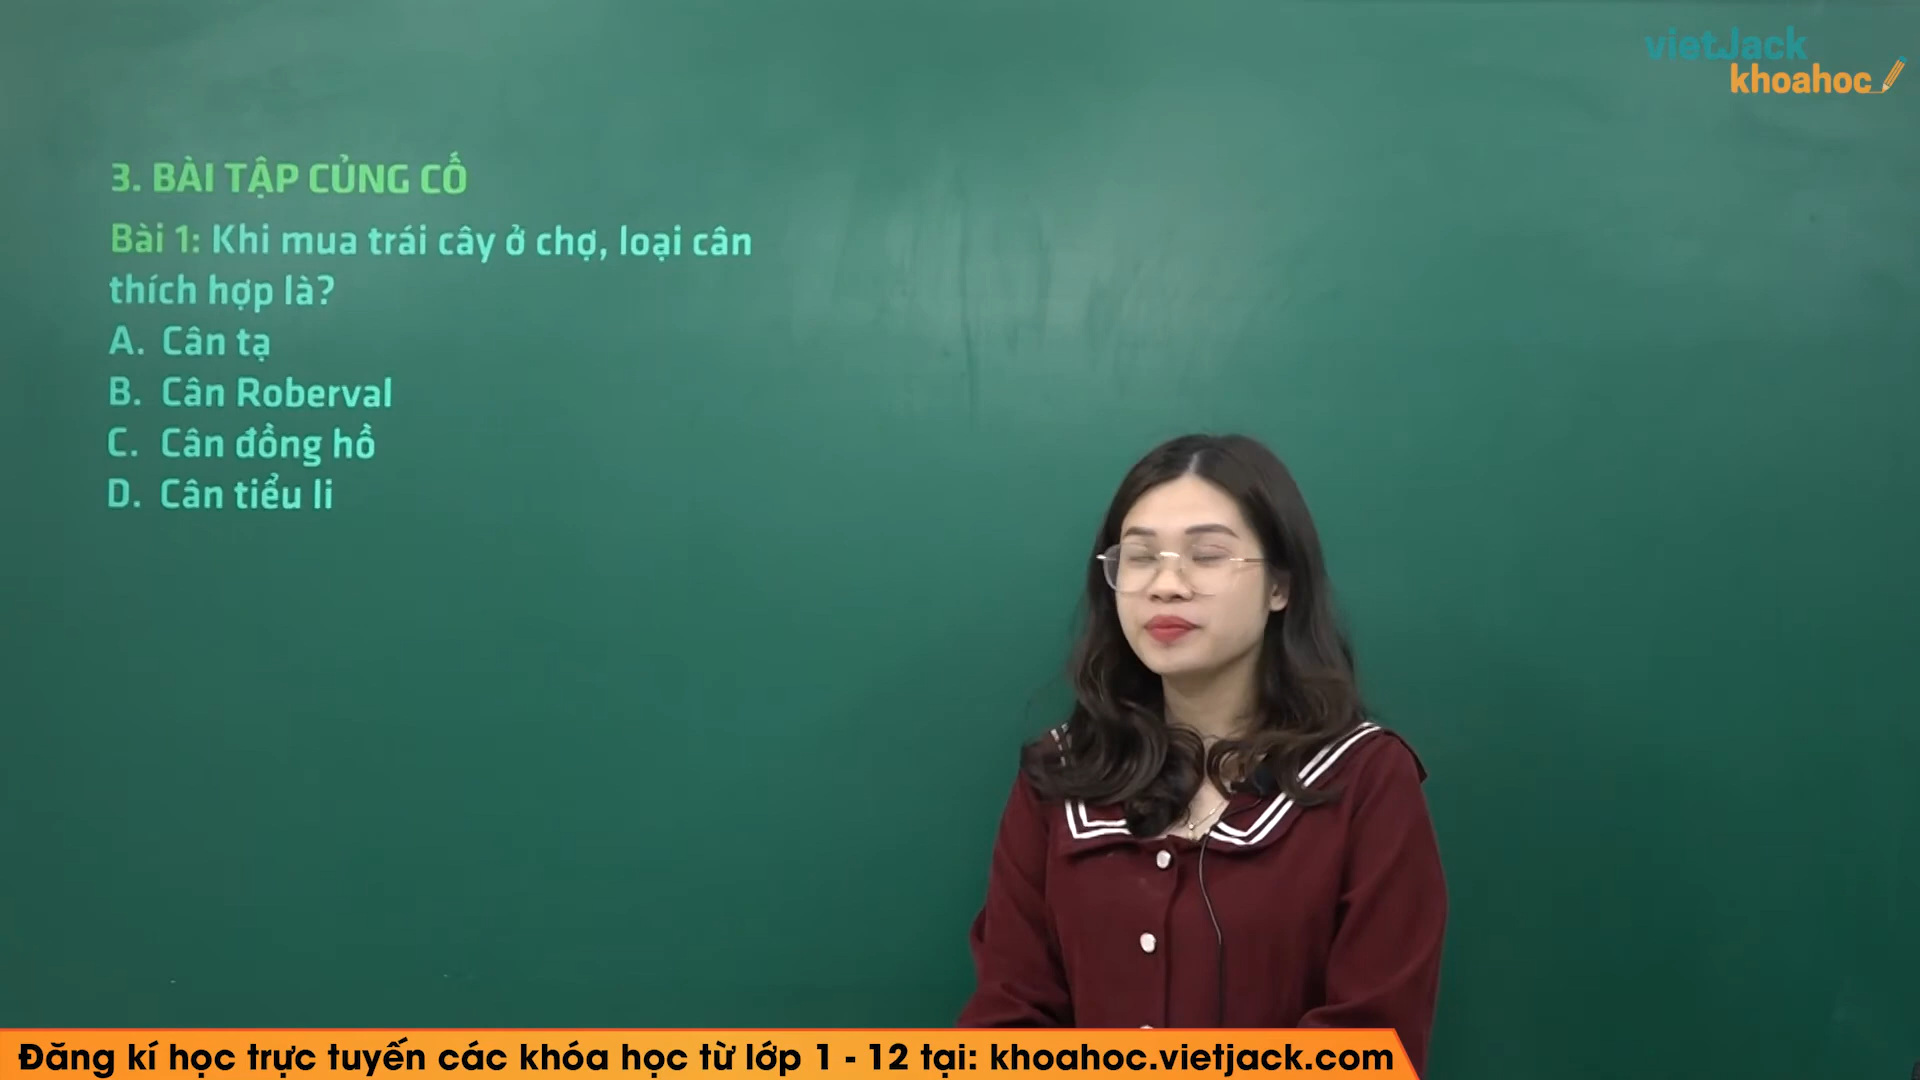 vietJack
khoahoc
3. BÀI TẬP CỦNG CỐ
Bài 1: Khi mua trái cây ở chợ, loại cân
thích hợp là?
A. Cân tạ
B. Cân Roberval
C. Cân đồng hồ
D. Cân tiểu li
Đăng kí học trực tuyến các khóa học từ lớp 1 - 12 tại: khoahoc.vietjack.com